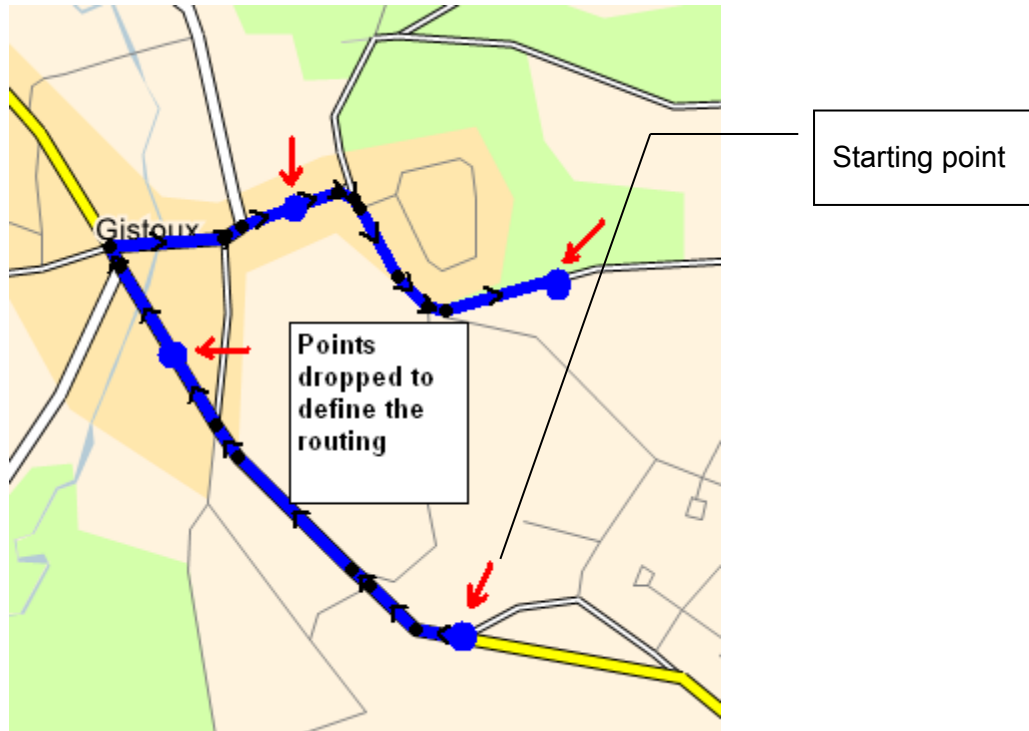 Starting point
Gistoux
Points
dropped to
define the
routing